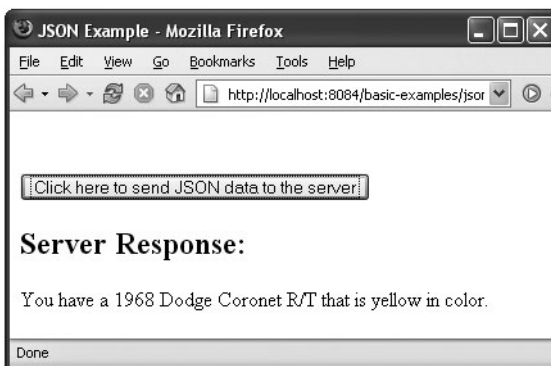 JSON Example - Mozilla Firefox
File Edit View Go Bookmarks Tools Help
http://localhost:8084/basic-examples/jsor
Click here to send JSON data to the server
Server Response:
You have a 1968 Dodge Coronet R/T that is yellow in color.
Done